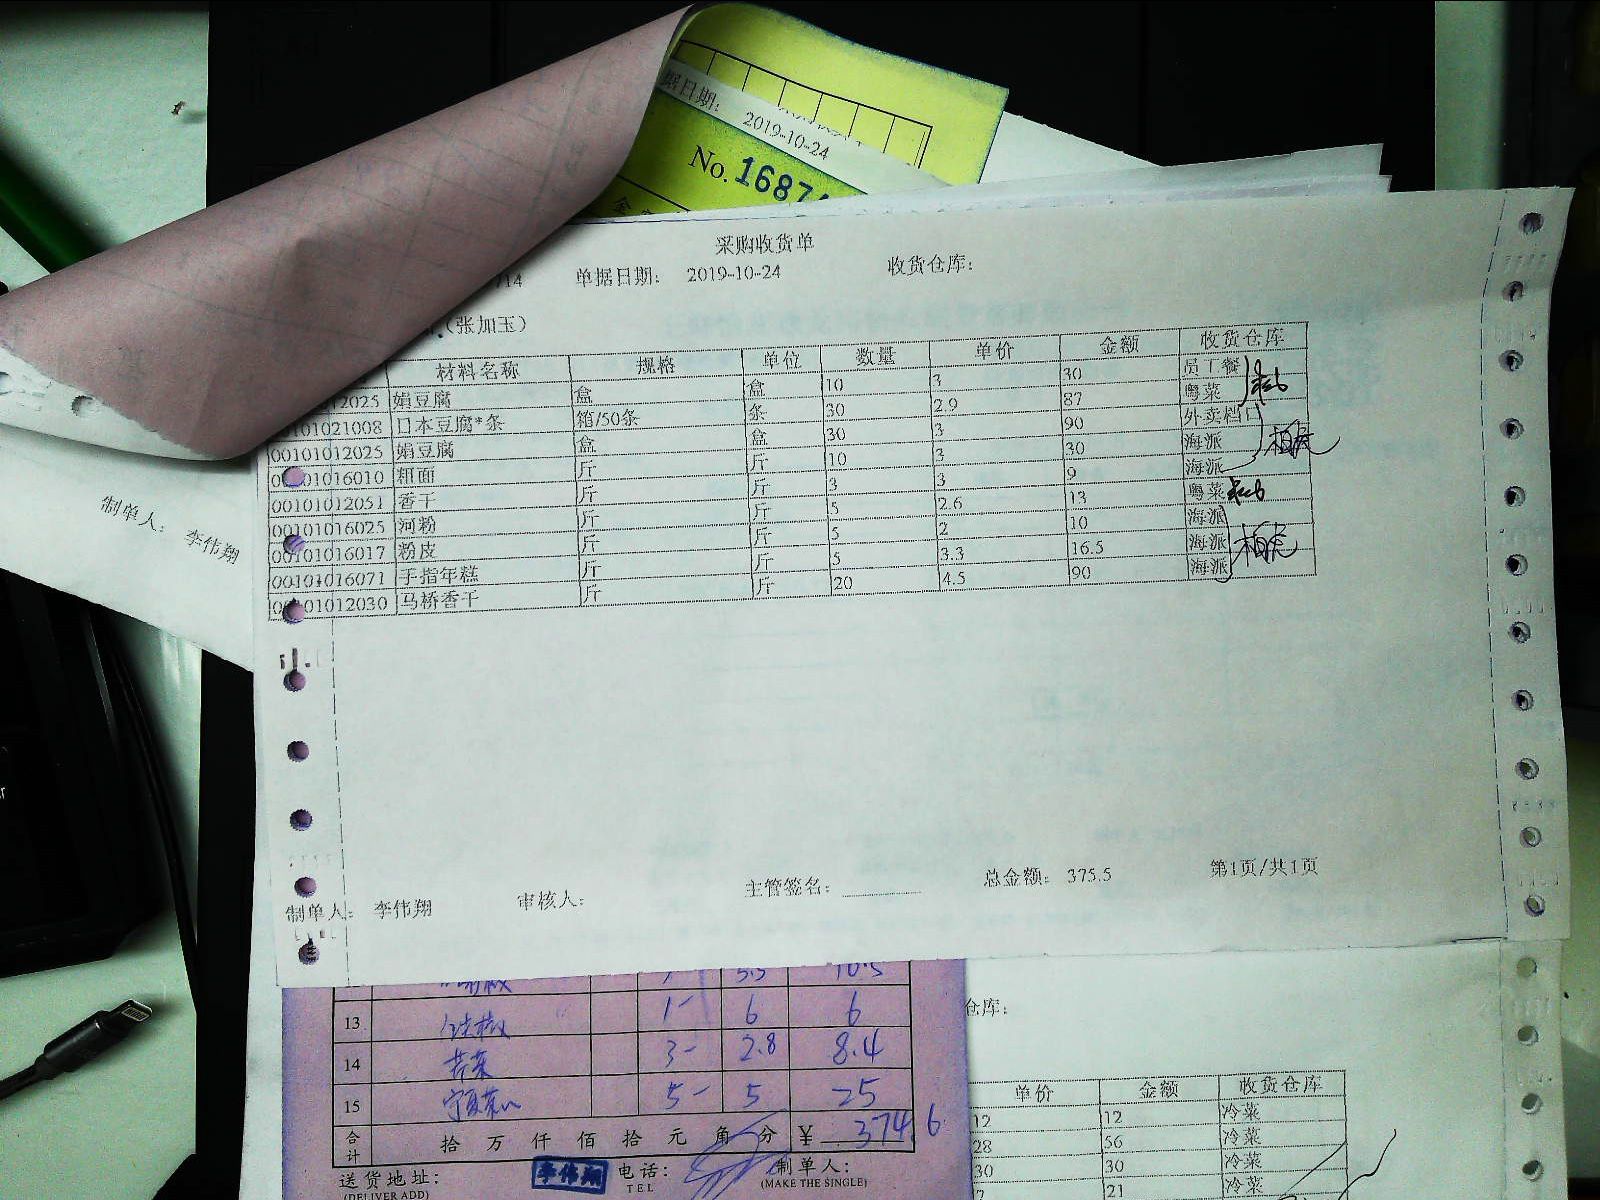 据日期:
2019-10-24
No. 1687
采购收货单
714 单据日期: 2019-10-24 收货仓库:
(张加玉)
材料名称 规格 单位 数量 单价 金额 收货仓库
12025 娟豆腐 盒 盒 10 3 30 员工餐
00101021008 日本豆腐*条 箱/50条 条 30 2.9 87 粤菜
00101012025 娟豆腐 盒 盒 30 3 90 外卖档口
00101016010 粗面 斤 斤 10 3 30 海派
00101012051 香干 斤 斤 3 3 9 海派
00101016025 河粉 斤 斤 5 2.6 13 粤菜
00101016017 粉皮 斤 斤 5 2 10 海派
00101016071 手指年糕 斤 斤 5 3.3 16.5 海派
00101012030 马桥香干 斤 斤 20 4.5 90 海派
制单人: 李伟翔
制单人: 李伟翔 审核人: 主管签名: 总金额: 375.5 第1页/共1页
13 1- 6 6
14 芹菜 3- 2.8 8.4
15 5- 5 25
合计 拾 万 仟 佰 拾 元 角 分 ¥ 374.6
送货地址: 李伟翔 电话: 制单人:
(DELIVER ADD) TEL (MAKE THE SINGLE)
仓库:
单价 金额 收货仓库
12 12 冷菜
28 56 冷菜
30 30 冷菜
7 21 冷菜